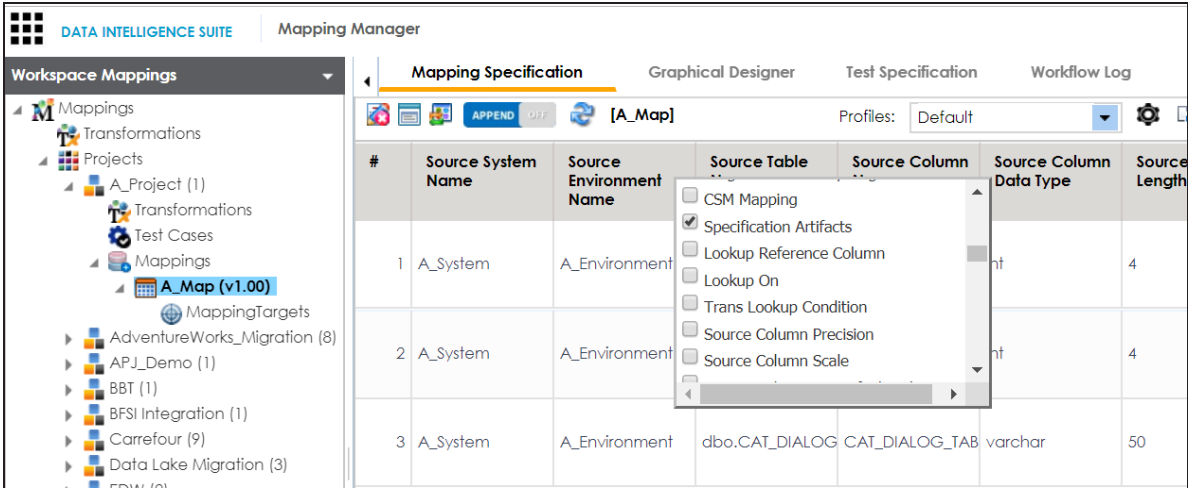 DATA INTELLIGENCE SUITE
Mapping Manager
Workspace Mappings
Mappings
Transformations
Projects
A_Project (1)
Transformations
Test Cases
Mappings
A_Map (v1.00)
MappingTargets
AdventureWorks_Migration (8)
APJ_Demo (1)
BBT (1)
BFSI Integration (1)
Carrefour (9)
Data Lake Migration (3)
Mapping Specification
Graphical Designer
Test Specification
Workflow Log
APPEND OFF
[A_Map]
Profiles: Default
#
Source System
Name
Source
Environment
Name
Source Table
Source Column
Source Column
Data Type
Source
Length
CSM Mapping
Specification Artifacts
Lookup Reference Column
Lookup On
Trans Lookup Condition
Source Column Precision
Source Column Scale
1 A_System A_Environment nt 4
2 A_System A_Environment nt 4
3 A_System A_Environment dbo.CAT_DIALOG CAT_DIALOG_TAB varchar 50